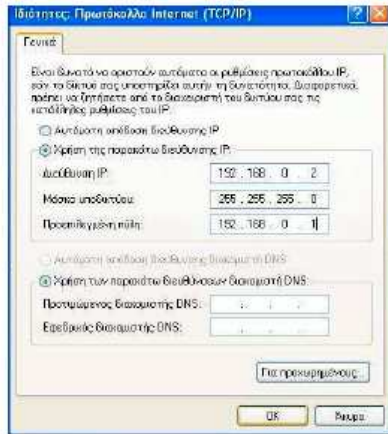 Ιδιότητες: Πρωτόκολλο Internet (TCP/IP)
Γενικά
Είναι δυνατό να οριστούν αυτόματα οι ρυθμίσεις πρωτοκόλλου IP,
εάν το δίκτυό σας υποστηρίζει αυτήν τη δυνατότητα. Διαφορετικά,
πρέπει να ζητήσετε από το διαχειριστή του δικτύου σας τις
κατάλληλες ρυθμίσεις του IP.
Αυτόματη απόδοση διεύθυνσης IP
Χρήση της παρακάτω διεύθυνσης IP:
Διεύθυνση IP: 192 . 168 . 0 . 2
Μάσκα υποδικτύου: 255 . 255 . 255 . 0
Προεπιλεγμένη πύλη: 192 . 168 . 0 . 1
Αυτόματη απόδοση διεύθυνσης διακομιστή DNS
Χρήση των παρακάτω διευθύνσεων διακομιστή DNS:
Προτιμώμενος διακομιστής DNS: . . .
Εφεδρικός διακομιστής DNS: . . .
Για προχωρημένους...
OK Άκυρο